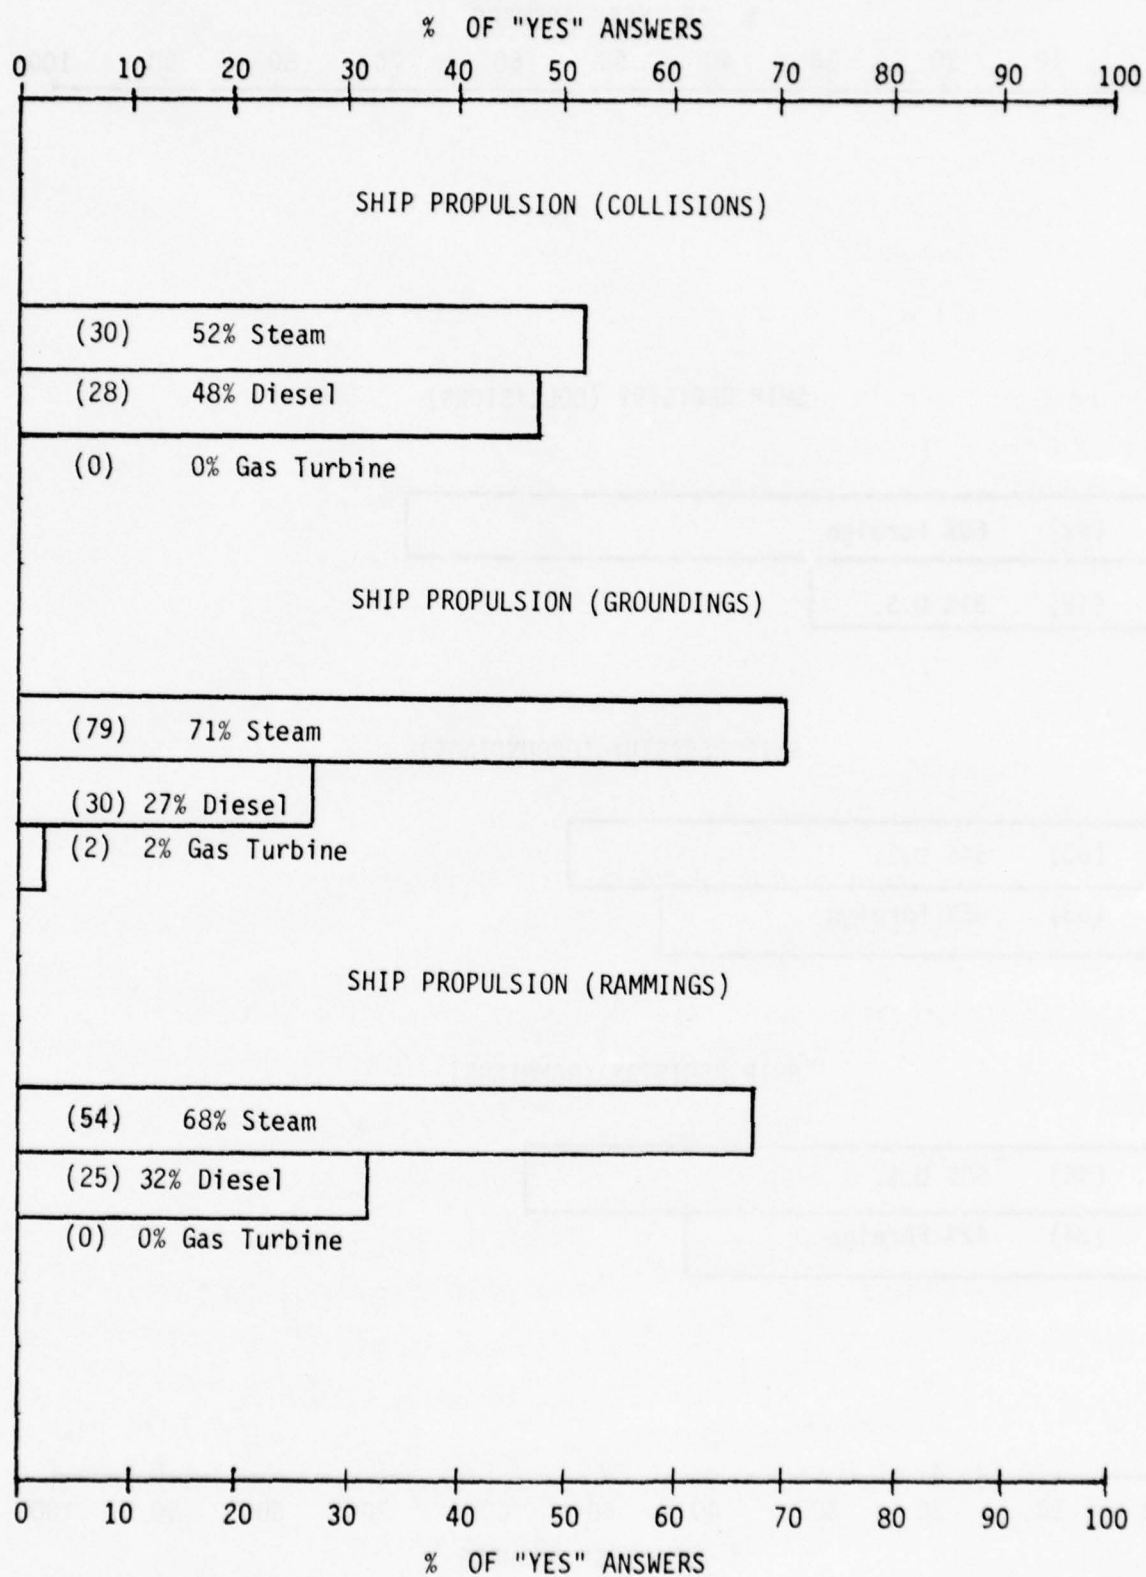 % OF "YES" ANSWERS
0 10 20 30 40 50 60 70 80 90 100
SHIP PROPULSION (COLLISIONS)
(30) 52% Steam
(28) 48% Diesel
(0) 0% Gas Turbine
SHIP PROPULSION (GROUNDINGS)
(79) 71% Steam
(30) 27% Diesel
(2) 2% Gas Turbine
SHIP PROPULSION (RAMMINGS)
(54) 68% Steam
(25) 32% Diesel
(0) 0% Gas Turbine
0 10 20 30 40 50 60 70 80 90 100
% OF "YES" ANSWERS